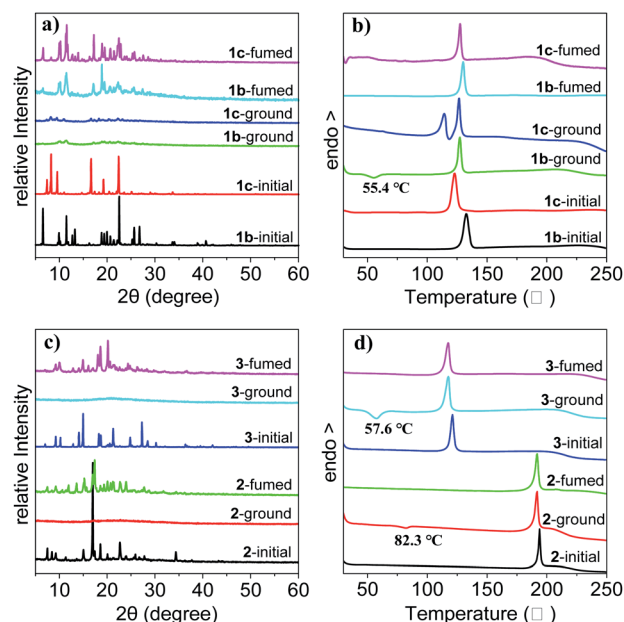 a)
relative Intensity
1c-fumed
1b-fumed
1c-ground
1b-ground
1c-initial
1b-initial
10 20 30 40 50 60
2θ (degree)
b)
endo >
1c-fumed
1b-fumed
1c-ground
1b-ground
55.4 °C
1c-initial
1b-initial
50 100 150 200 250
Temperature (□ )
c)
relative Intensity
3-fumed
3-ground
3-initial
2-fumed
2-ground
2-initial
10 20 30 40 50 60
2θ (degree)
d)
endo >
3-fumed
3-ground
57.6 °C
3-initial
2-fumed
2-ground
82.3 °C
2-initial
50 100 150 200 250
Temperature (□ )